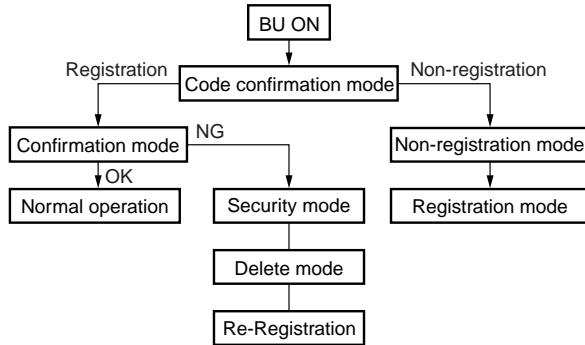 BU ON
Registration
Non-registration
Code confirmation mode
NG
Confirmation mode
Non-registration mode
OK
Normal operation
Security mode
Registration mode
Delete mode
Re-Registration